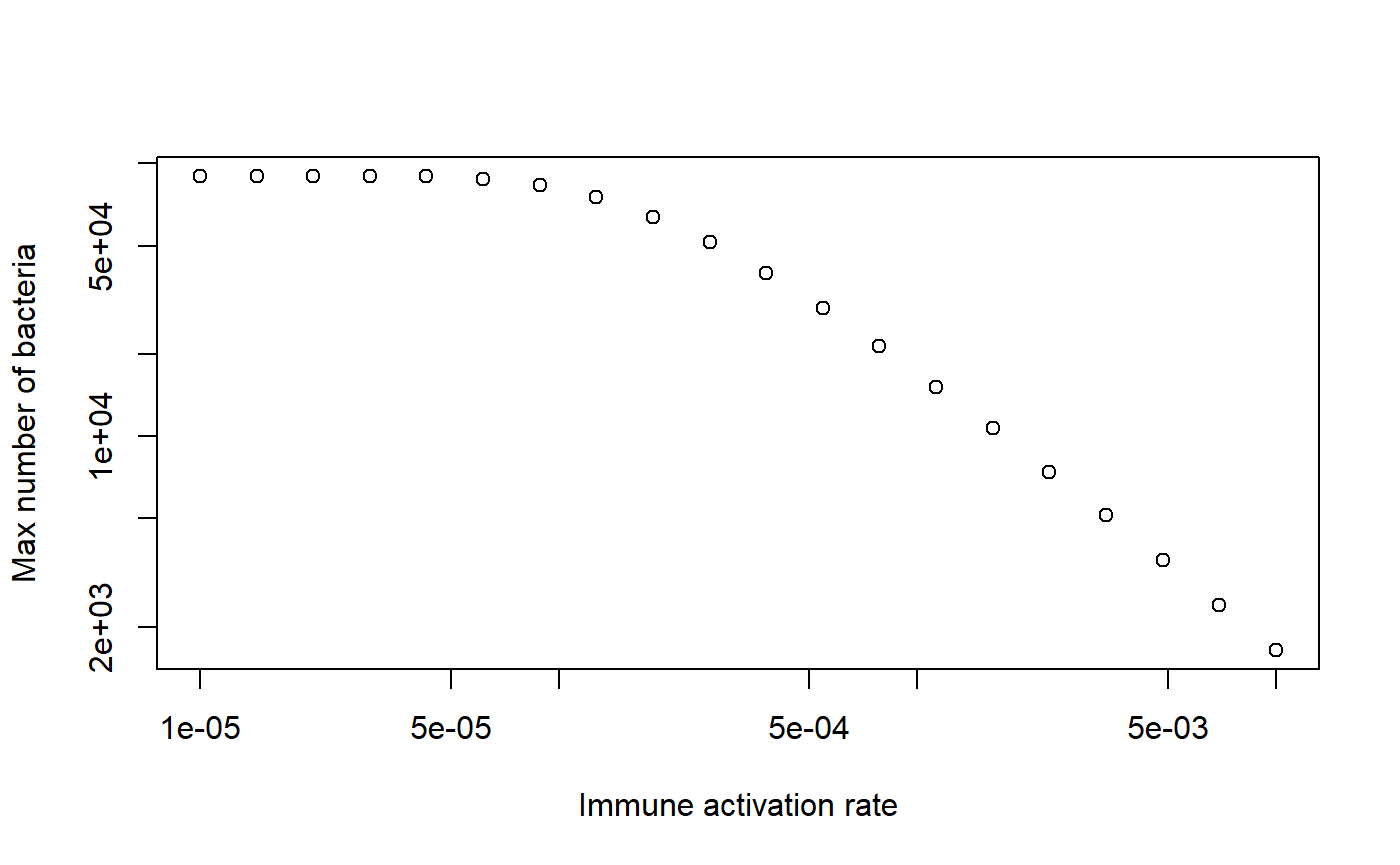 Max number of bacteria
5e+04
1e+04
2e+03
1e-05
5e-05
5e-04
5e-03
Immune activation rate